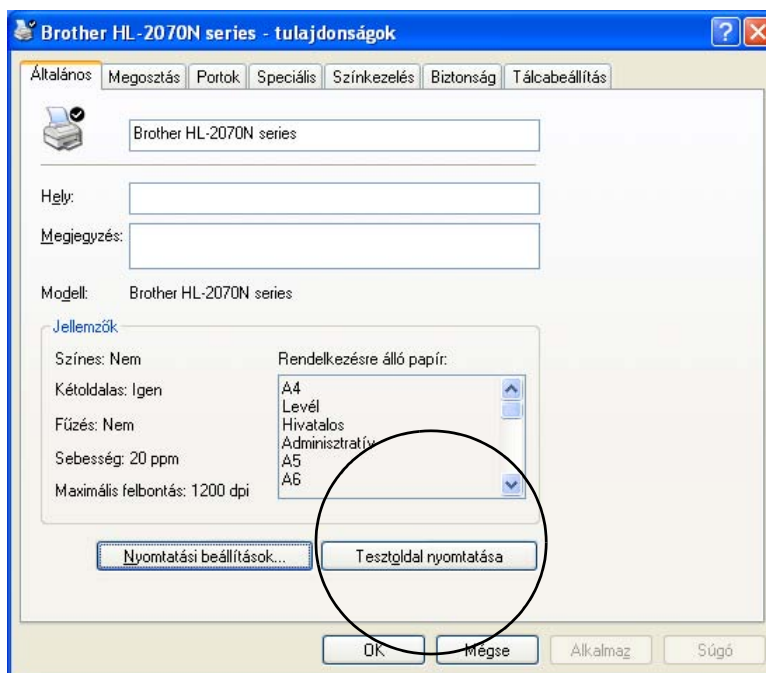 Brother HL-2070N series - tulajdonságok
Általános Megosztás Portok Speciális Színkezelés Biztonság Tálcabeállítás
Brother HL-2070N series
Hely:
Megjegyzés:
Modell: Brother HL-2070N series
Jellemzők
Színes: Nem
Kétoldalas: Igen
Fűzés: Nem
Sebesség: 20 ppm
Maximális felbontás: 1200 dpi
Rendelkezésre álló papír:
A4
Levél
Hivatalos
Adminisztratív
A5
A6
Nyomtatási beállítások... Tesztoldal nyomtatása
OK Mégse Alkalmaz Súgó